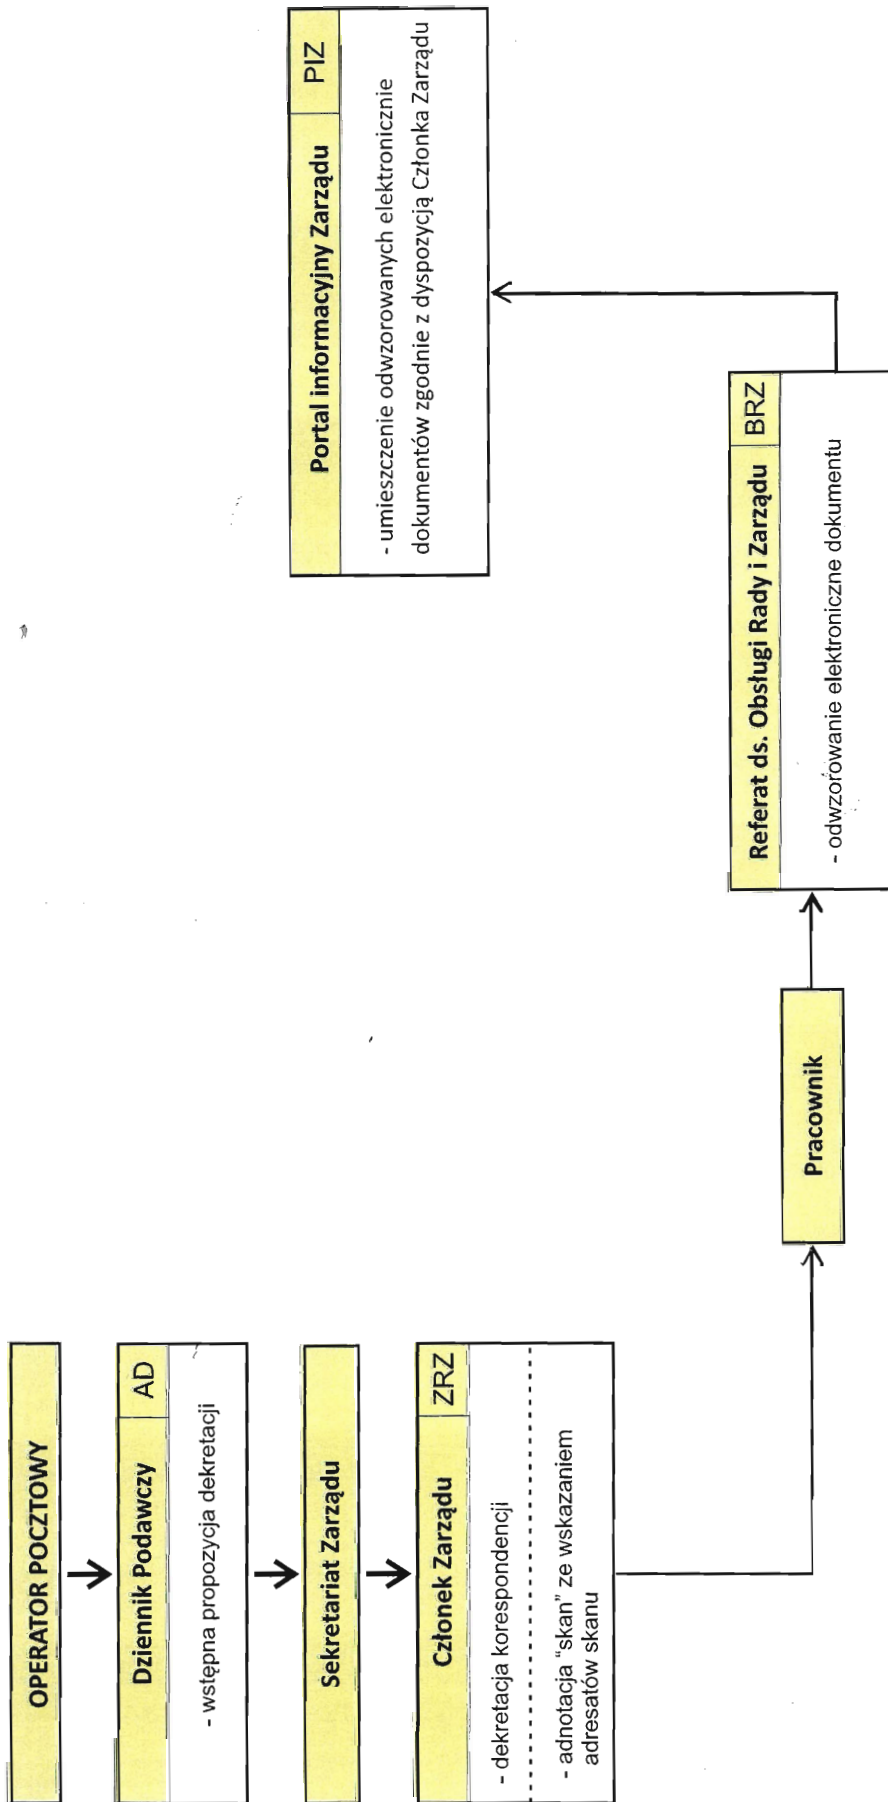 OPERATOR POCZTOWY
Dziennik Podawczy AD
- wstępna propozycja dekretacji
Sekretariat Zarządu
Członek Zarządu ZRZ
- dekretacja korespondencji
- adnotacja "skan" ze wskazaniem
adresatów skanu
Pracownik
Referat ds. Obsługi Rady i Zarządu BRZ
- odwzorowanie elektroniczne dokumentu
Portal informacyjny Zarządu PIZ
- umieszczenie odwzorowanych elektronicznie
dokumentów zgodnie z dyspozycją Członka Zarządu